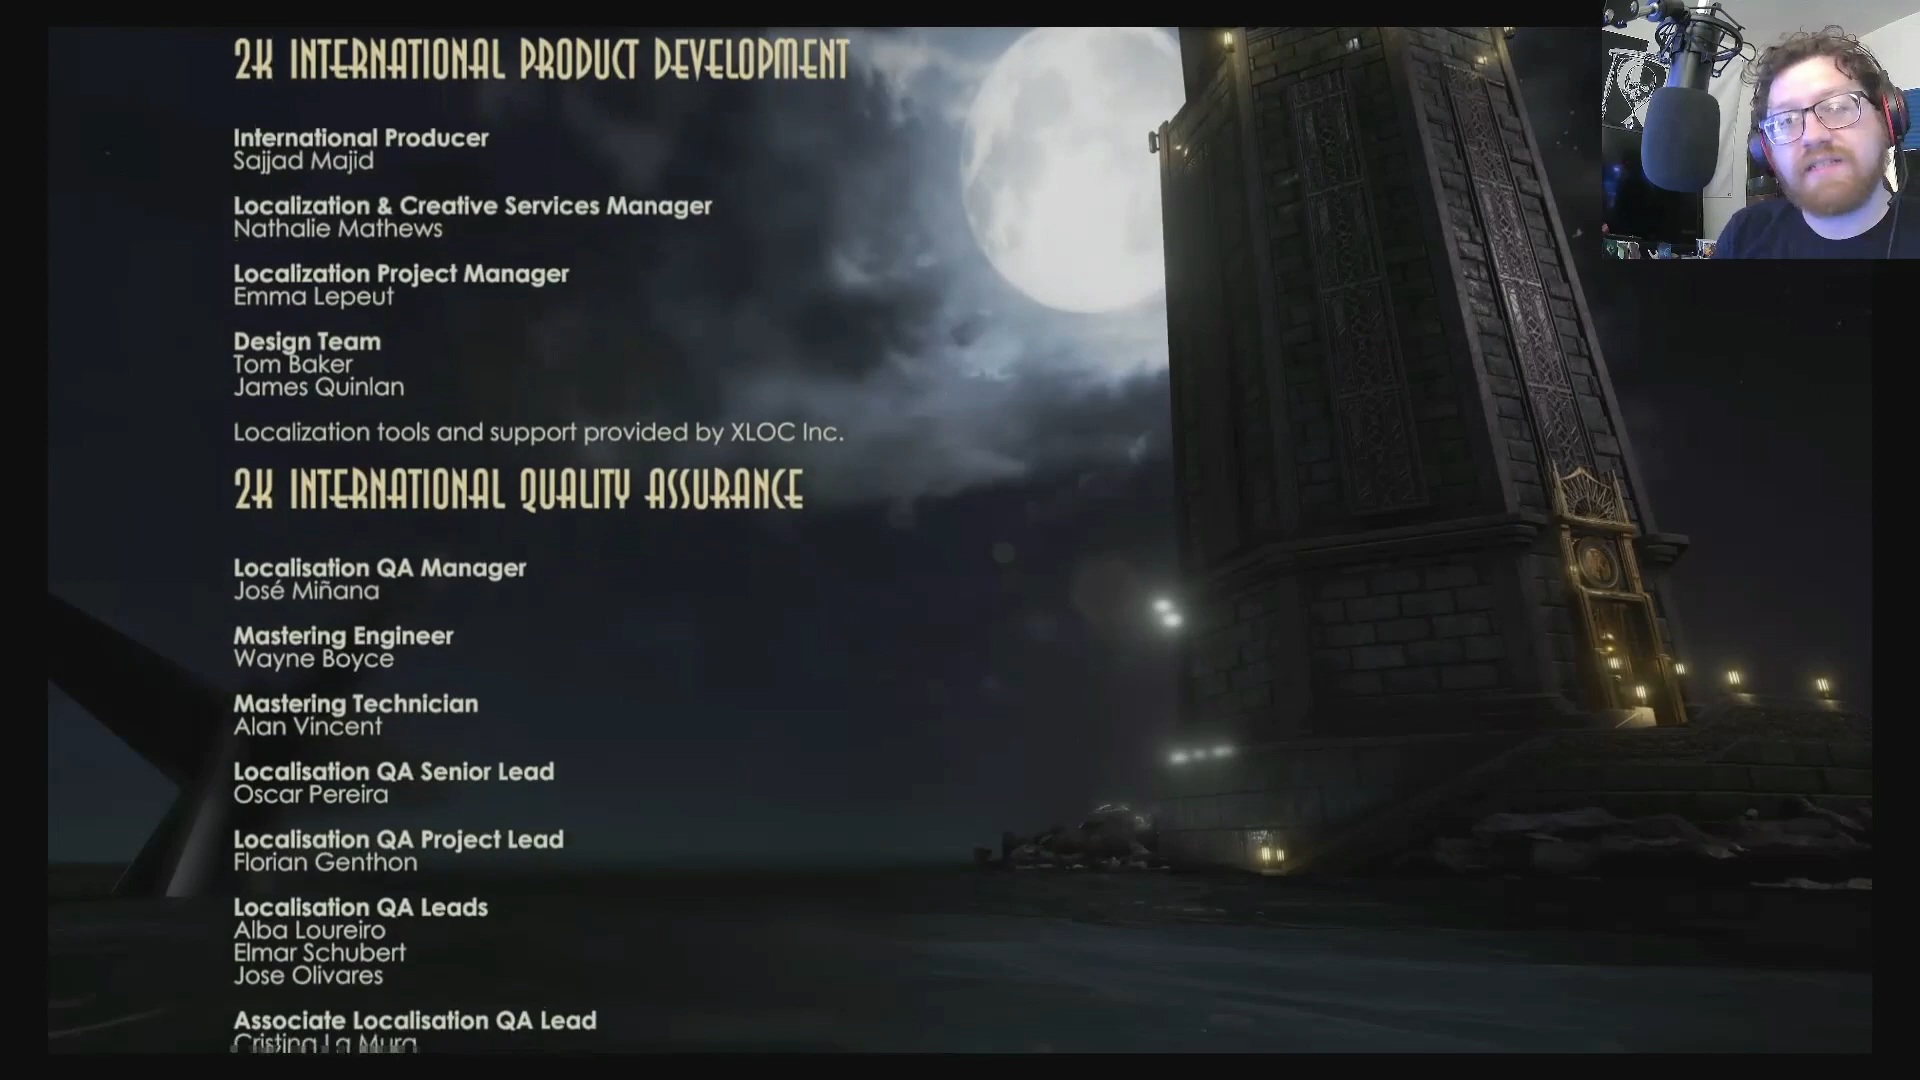 2K INTERNATIONAL PRODUCT DEVELOPMENT
International Producer
Sajjad Majid
Localization & Creative Services Manager
Nathalie Mathews
Localization Project Manager
Emma Lepeut
Design Team
Tom Baker
James Quinlan
Localization tools and support provided by XLOC Inc.
2K INTERNATIONAL QUALITY ASSURANCE
Localisation QA Manager
José Miñana
Mastering Engineer
Wayne Boyce
Mastering Technician
Alan Vincent
Localisation QA Senior Lead
Oscar Pereira
Localisation QA Project Lead
Florian Genthon
Localisation QA Leads
Alba Loureiro
Elmar Schubert
Jose Olivares
Associate Localisation QA Lead
Cristina La Mura